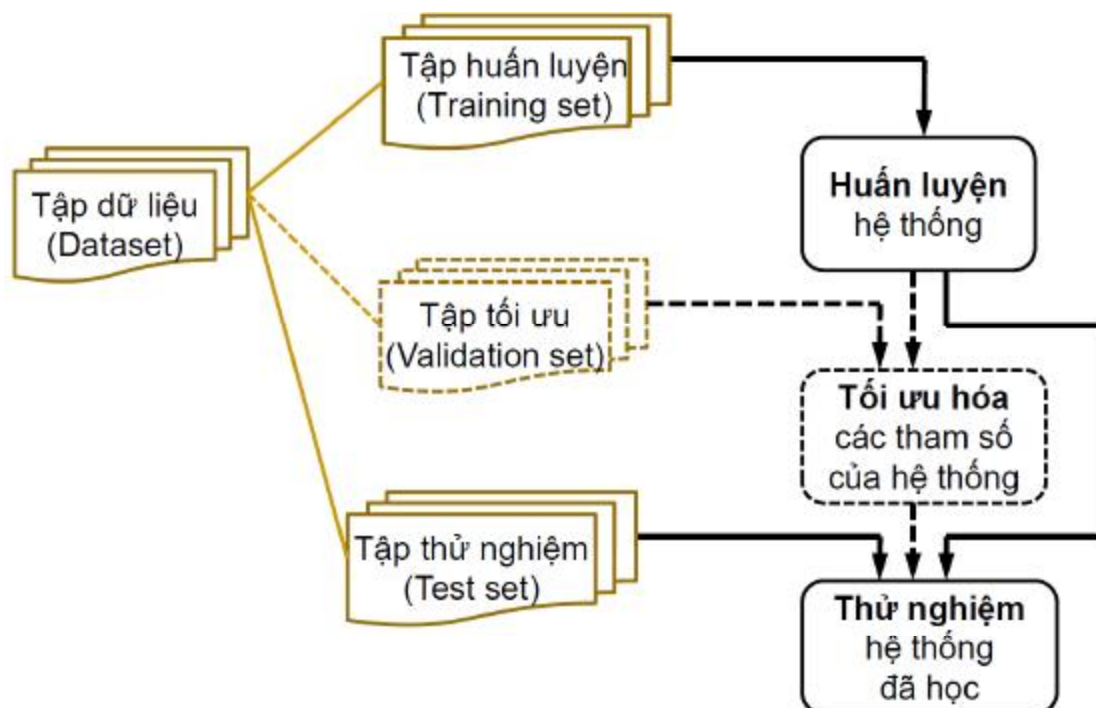 Tập huấn luyện
(Training set)
Huấn luyện
hệ thống
Tập dữ liệu
(Dataset)
Tập tối ưu
(Validation set)
Tối ưu hóa
các tham số
của hệ thống
Tập thử nghiệm
(Test set)
Thử nghiệm
hệ thống
đã học